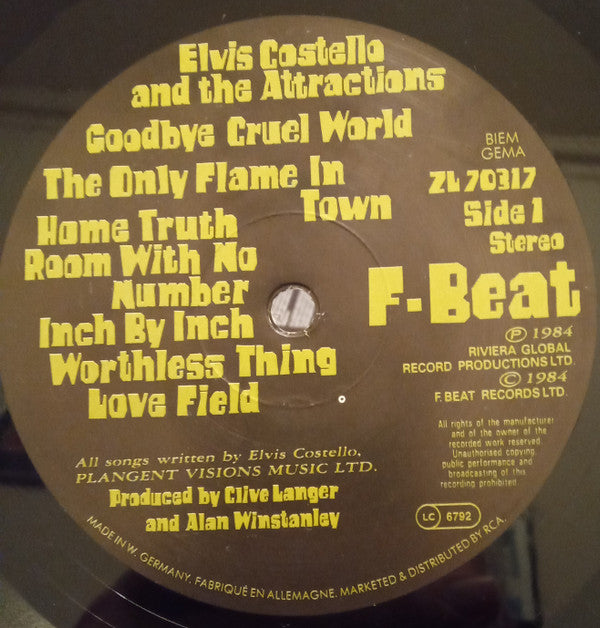 Elvis Costello
and the Attractions
Goodbye Cruel World
The Only Flame In
Town
Home Truth
Room With No
Number
Inch By Inch
Worthless Thing
Love Field
BIEM
GEMA
ZL 70317
Side 1
Stereo
F-Beat
Ⓟ 1984
RIVIERA GLOBAL
RECORD PRODUCTIONS LTD.
© 1984
F. BEAT RECORDS LTD.
All rights of the manufacturer
and of the owner of the
recorded work reserved.
Unauthorised copying,
public performance and
broadcasting of this
recording prohibited
LC 6792
All songs written by Elvis Costello,
PLANGENT VISIONS MUSIC LTD.
Produced by Clive Langer
and Alan Winstanley
MADE IN W. GERMANY. FABRIQUÉ EN ALLEMAGNE. MARKETED & DISTRIBUTED BY RCA.